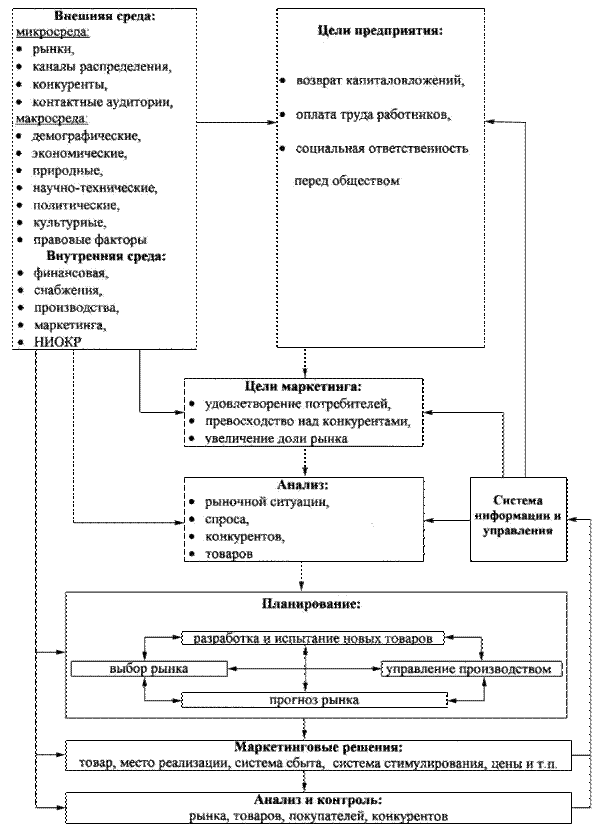 Внешняя среда:
микросреда:
• рынки,
• каналы распределения,
• конкуренты,
• контактные аудитории,
макросреда:
• демографические,
• экономические,
• природные,
• научно-технические,
• политические,
• культурные,
• правовые факторы
Внутренняя среда:
• финансовая,
• снабжения,
• производства,
• маркетинга,
• НИОКР
Цели предприятия:
• возврат капиталовложений,
• оплата труда работников,
• социальная ответственность
перед обществом
Цели маркетинга:
• удовлетворение потребителей,
• превосходство над конкурентами,
• увеличение доли рынка
Анализ:
• рыночной ситуации,
• спроса,
• конкурентов,
• товаров
Система
информации и
управления
Планирование:
разработка и испытание новых товаров
выбор рынка
управление производством
прогноз рынка
Маркетинговые решения:
товар, место реализации, система сбыта, система стимулирования, цены и т.п.
Анализ и контроль:
рынка, товаров, покупателей, конкурентов